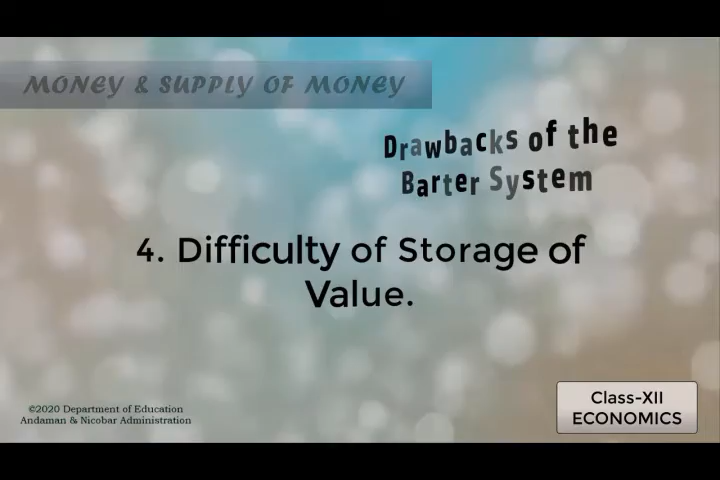 MONEY & SUPPLY OF MONEY
Drawbacks of the
Barter System
4. Difficulty of Storage of
Value.
©2020 Department of Education
Andaman & Nicobar Administration
Class-XII
ECONOMICS